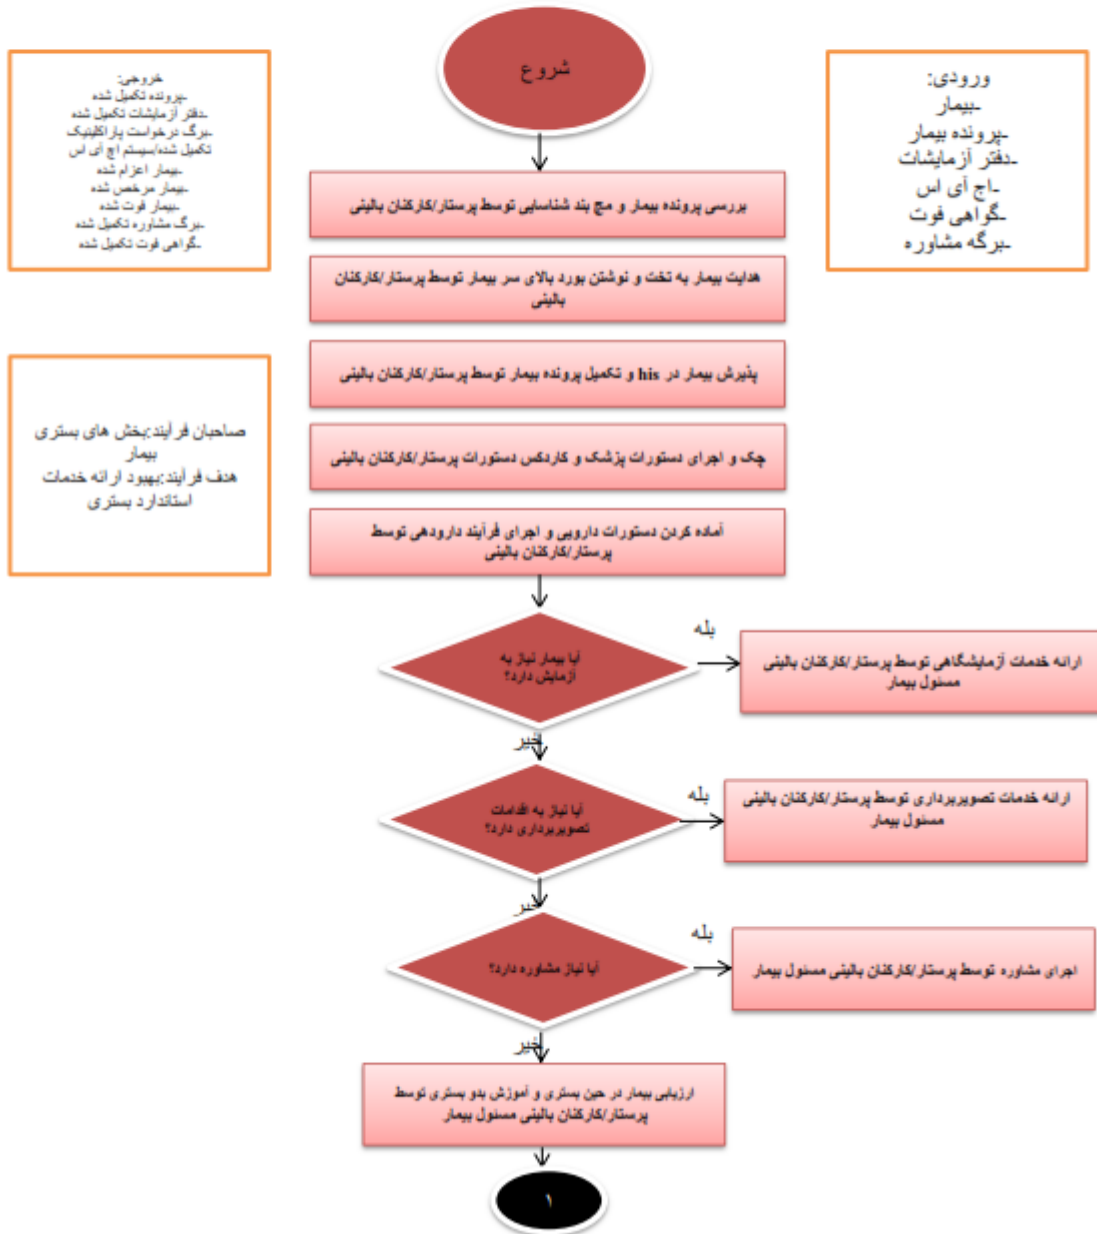 شروع
ورودی:
-بیمار
-پرونده بیمار
-دفتر آزمایشات
-اچ آی اس
-گواهی فوت
-برگه مشاوره
خروجی:
-پرونده تکمیل شده
-دفتر آزمایشات تکمیل شده
-برگ درخواست پاراکلینیک
تکمیل شده/سیستم اچ آی اس
-بیمار اعزام شده
-بیمار مرخص شده
-بیمار فوت شده
-برگ مشاوره تکمیل شده
-گواهی فوت تکمیل شده
بررسی پرونده بیمار و مچ بند شناسایی توسط پرستار/کارکنان بالینی
هدایت بیمار به تخت و نوشتن بورد بالای سر بیمار توسط پرستار/کارکنان
بالینی
پذیرش بیمار در his و تکمیل پرونده بیمار توسط پرستار/کارکنان بالینی
صاحبان فرآیند:بخش های بستری
بیمار
هدف فرآیند:بهبود ارائه خدمات
استاندارد بستری
چک و اجرای دستورات پزشک و کاردکس دستورات پرستار/کارکنان بالینی
آماده کردن دستورات دارویی و اجرای فرآیند دارودهی توسط
پرستار/کارکنان بالینی
آیا بیمار نیاز به
آزمایش دارد؟
بله
ارائه خدمات آزمایشگاهی توسط پرستار/کارکنان بالینی
مسئول بیمار
خیر
آیا نیاز به اقدامات
تصویربرداری دارد؟
بله
ارائه خدمات تصویربرداری توسط پرستار/کارکنان بالینی
مسئول بیمار
خیر
آیا نیاز مشاوره دارد؟
بله
اجرای مشاوره توسط پرستار/کارکنان بالینی مسئول بیمار
خیر
ارزیابی بیمار در حین بستری و آموزش بدو بستری توسط
پرستار/کارکنان بالینی مسئول بیمار
۱